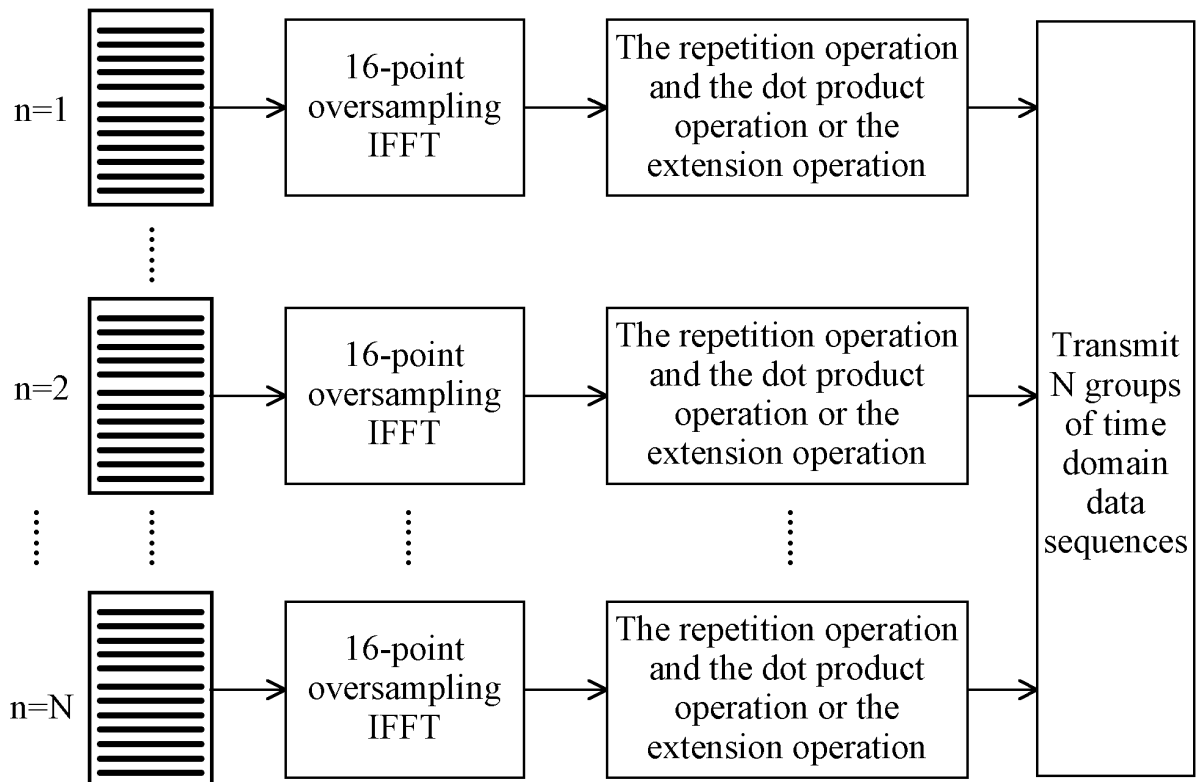 n=1
16-point
oversampling
IFFT
The repetition operation
and the dot product
operation or the
extension operation
n=2
16-point
oversampling
IFFT
The repetition operation
and the dot product
operation or the
extension operation
n=N
16-point
oversampling
IFFT
The repetition operation
and the dot product
operation or the
extension operation
Transmit
N groups
of time
domain
data
sequences